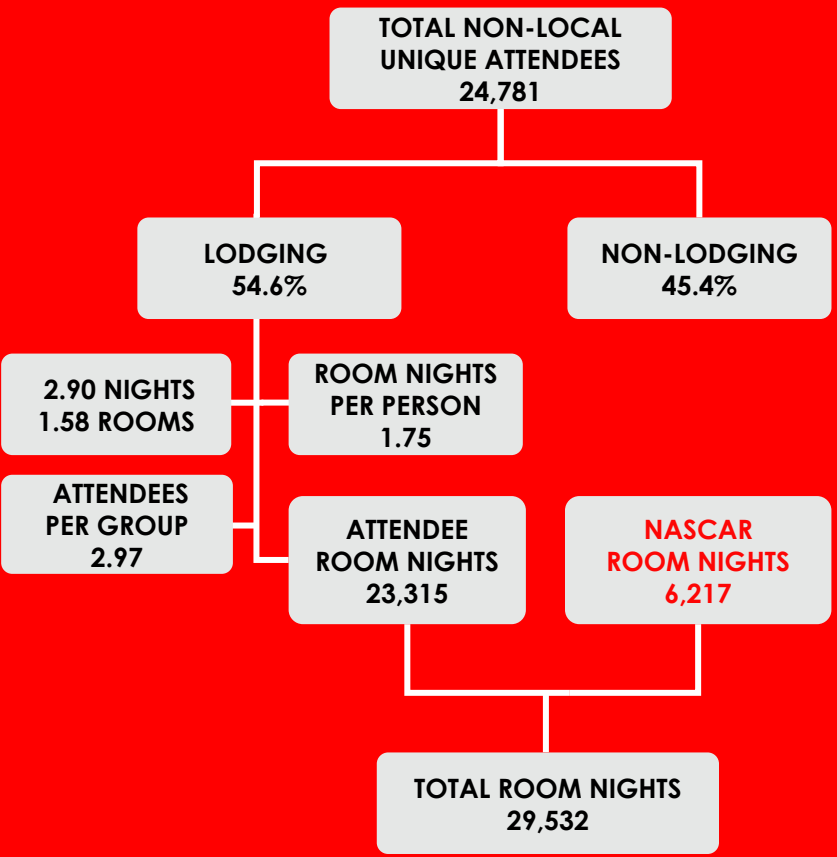 TOTAL NON-LOCAL
UNIQUE ATTENDEES
24,781
LODGING
54.6%
NON-LODGING
45.4%
2.90 NIGHTS
1.58 ROOMS
ROOM NIGHTS
PER PERSON
1.75
ATTENDEES
PER GROUP
2.97
ATTENDEE
ROOM NIGHTS
23,315
NASCAR
ROOM NIGHTS
6,217
TOTAL ROOM NIGHTS
29,532